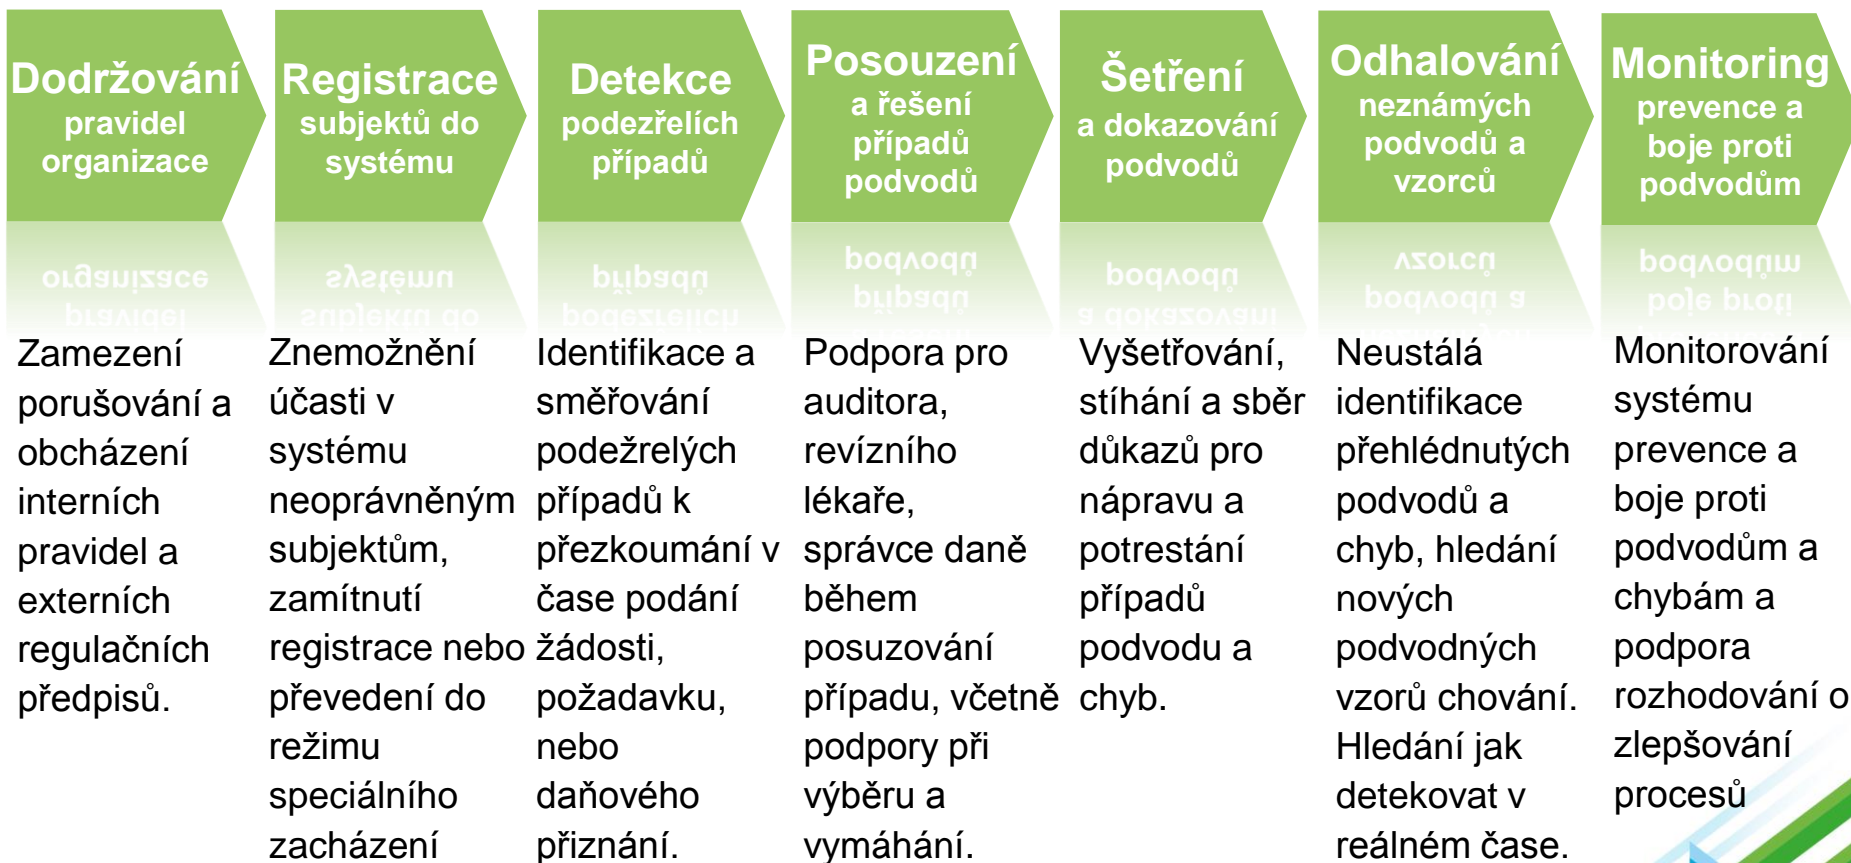 Dodržování
pravidel
organizace
Zamezení
porušování a
obcházení
interních
pravidel a
externích
regulačních
předpisů.
Registrace
subjektů do
systému
Znemožnění
účasti v
systému
neoprávněným
subjektům,
zamítnutí
registrace nebo
převedení do
režimu
speciálního
zacházení
Detekce
podezřelích
případů
Identifikace a
směřování
podežrelých
případů k
přezkoumání v
čase podání
žádosti,
požadavku,
nebo
daňového
přiznání.
Posouzení
a řešení
případů
podvodů
Podpora pro
auditora,
revízního
lékaře,
správce daně
během
posuzování
případu, včetně
podpory při
výběru a
vymáhání.
Šetření
a dokazování
podvodů
Vyšetřování,
stíhání a sběr
důkazů pro
nápravu a
potrestání
případů
podvodu a
chyb.
Odhalování
neznámých
podvodů a
vzorců
Neustálá
identifikace
přehlédnutých
podvodů a
chyb, hledání
nových
podvodných
vzorů chování.
Hledání jak
detekovat v
reálném čase.
Monitoring
prevence a
boje proti
podvodům
Monitorování
systému
prevence a
boje proti
podvodům a
chybám a
podpora
rozhodování o
zlepšování
procesů